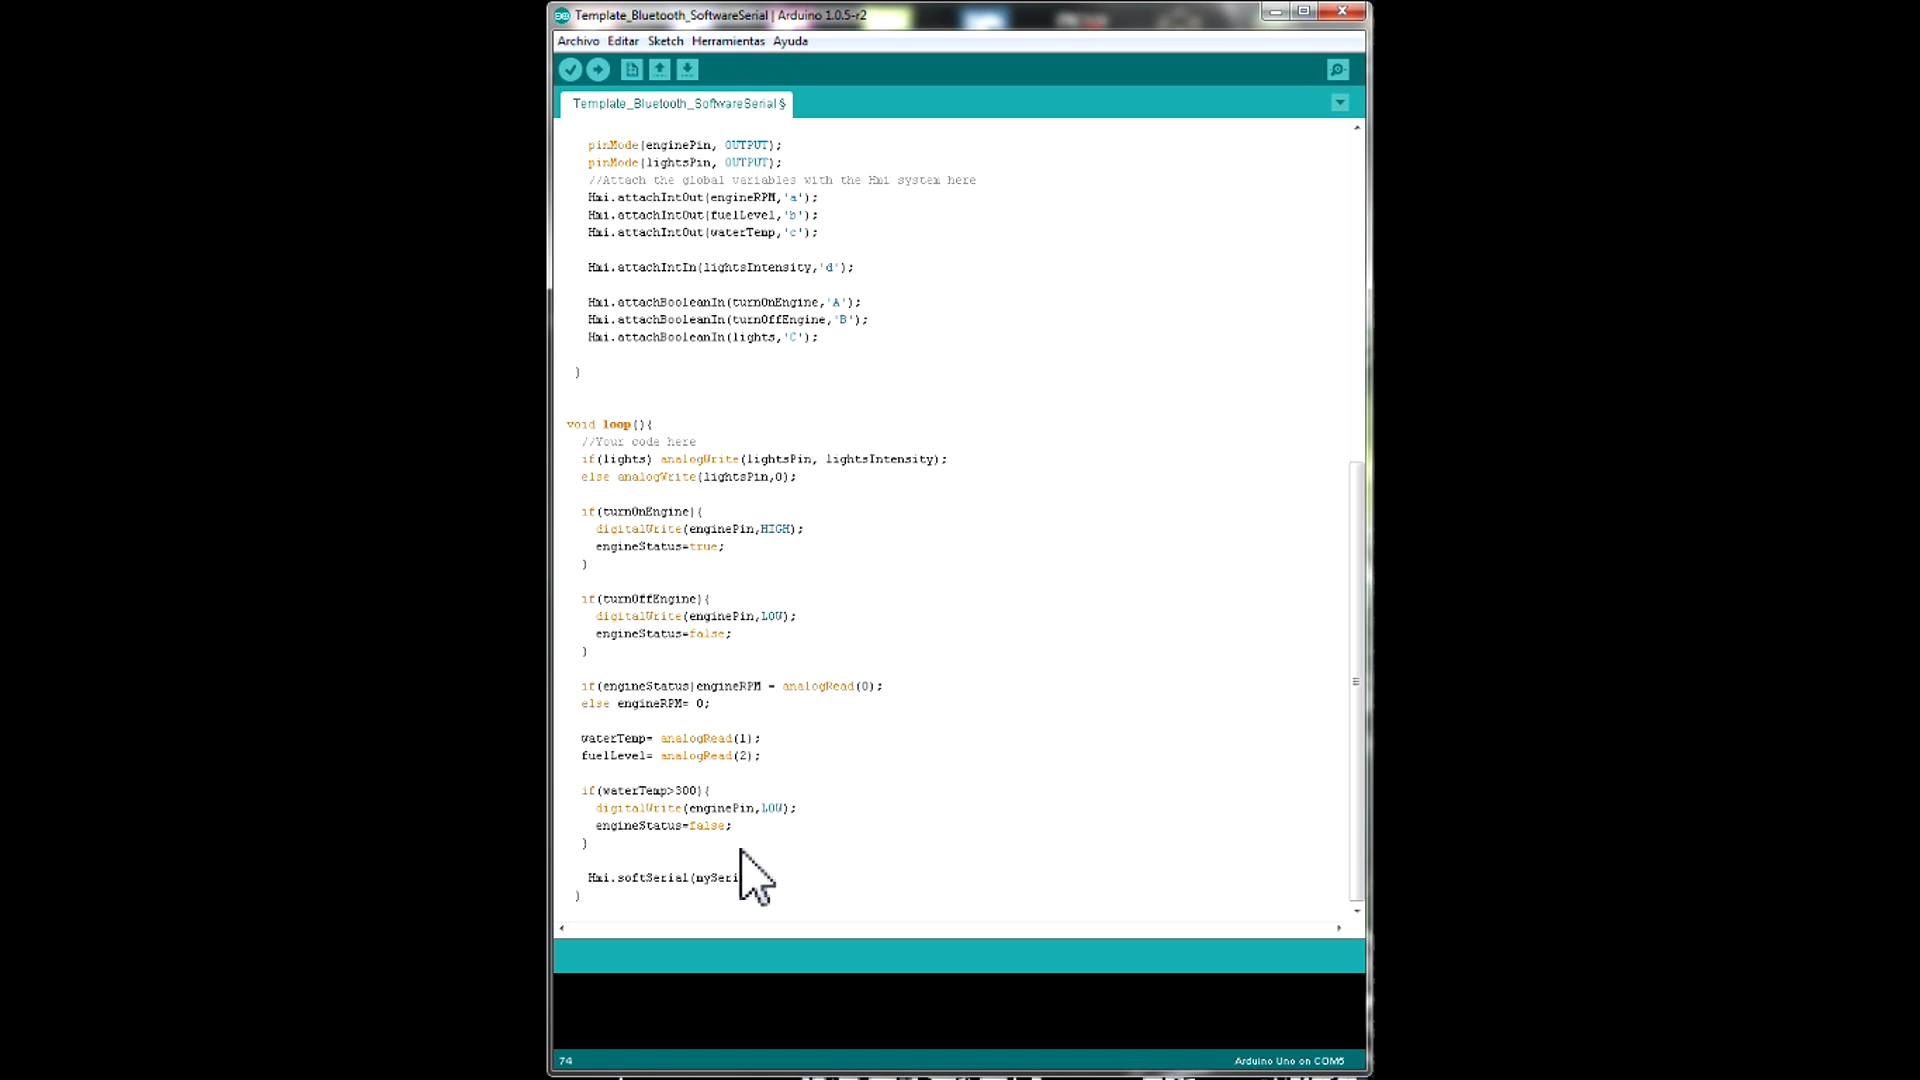 Template_Bluetooth_SoftwareSerial | Arduino 1.0.5-r2
Archivo Editar Sketch Herramientas Ayuda
Template_Bluetooth_SoftwareSerial §
pinMode(enginePin, OUTPUT);
pinMode(lightsPin, OUTPUT);
//Attach the global variables with the Hmi system here
Hmi.attachIntOut(engineRPM,'a');
Hmi.attachIntOut(fuelLevel,'b');
Hmi.attachIntOut(waterTemp,'c');
Hmi.attachIntIn(lightsIntensity,'d');
Hmi.attachBooleanIn(turnOnEngine,'A');
Hmi.attachBooleanIn(turnOffEngine,'B');
Hmi.attachBooleanIn(lights,'C');
}
void loop(){
//Your code here
if(lights) analogWrite(lightsPin, lightsIntensity);
else analogWrite(lightsPin,0);
if(turnOnEngine){
digitalWrite(enginePin,HIGH);
engineStatus=true;
}
if(turnOffEngine){
digitalWrite(enginePin,LOW);
engineStatus=false;
}
if(engineStatus)engineRPM = analogRead(0);
else engineRPM= 0;
waterTemp= analogRead(1);
fuelLevel= analogRead(2);
if(waterTemp>300){
digitalWrite(enginePin,LOW);
engineStatus=false;
}
Hmi.softSerial(mySeri
}
74
Arduino Uno on COM6